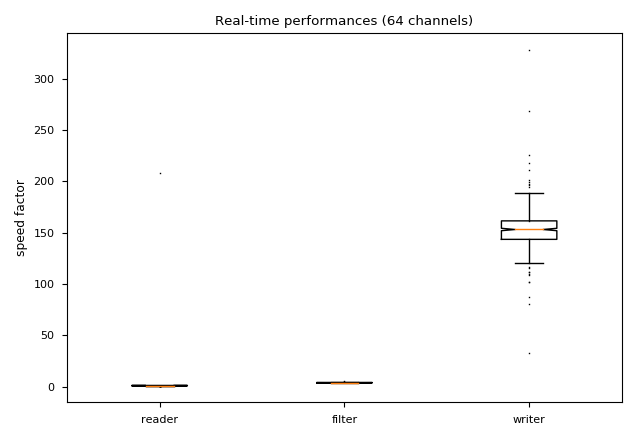 Real-time performances (64 channels)
speed factor
300
250
200
150
100
50
0
reader filter writer